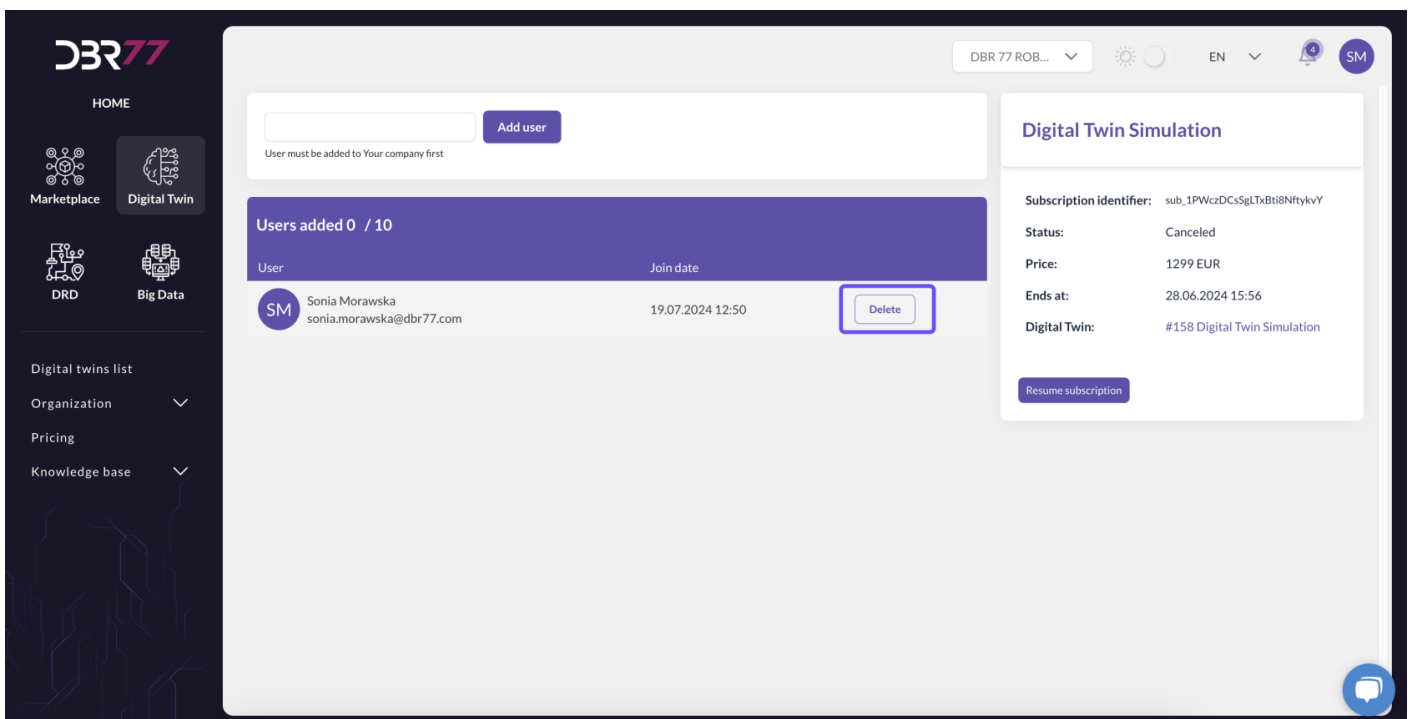 DBR77
HOME
Marketplace
Digital Twin
DRD
Big Data
Digital twins list
Organization
Pricing
Knowledge base
DBR 77 ROB...
EN
4
SM
Add user
User must be added to Your company first
Users added 0 / 10
User
Join date
SM
Sonia Morawska
sonia.morawska@dbr77.com
19.07.2024 12:50
Delete
Digital Twin Simulation
Subscription identifier: sub_1PWczDCsSgLTxBti8NftykvY
Status: Canceled
Price: 1299 EUR
Ends at: 28.06.2024 15:56
Digital Twin: #158 Digital Twin Simulation
Resume subscription